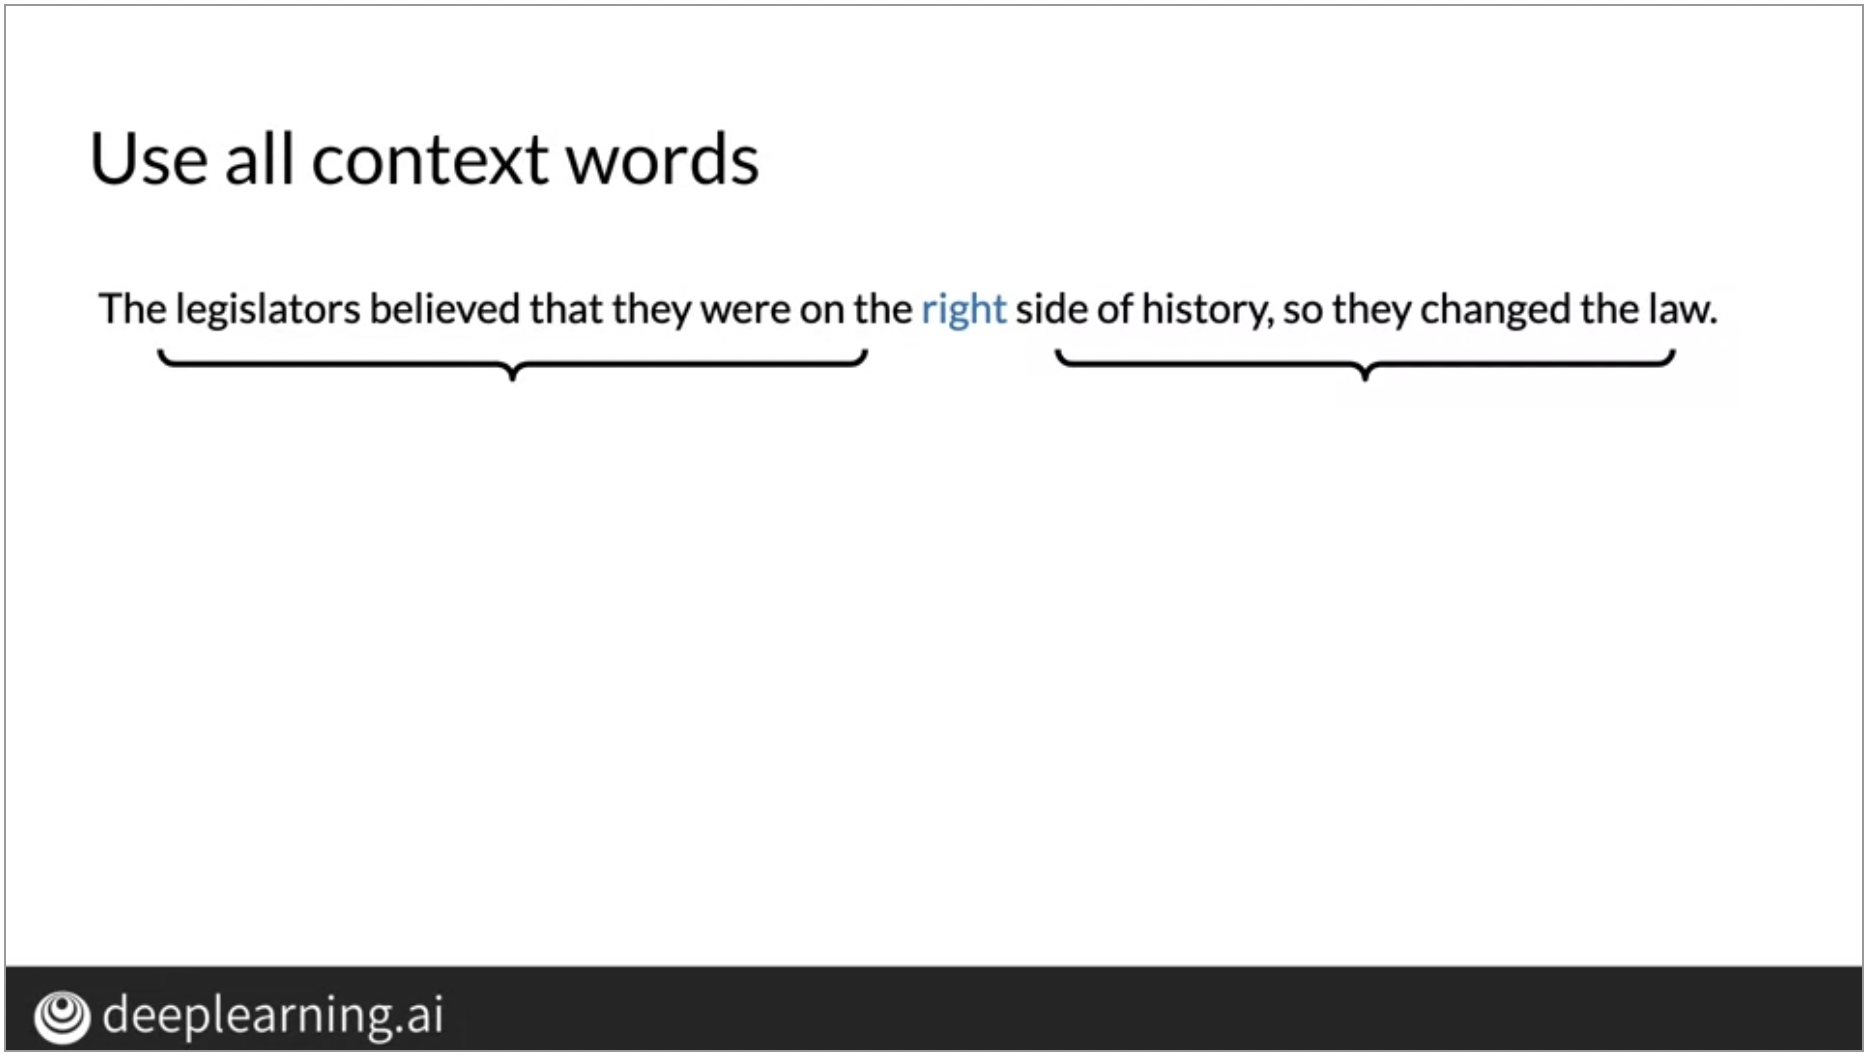 Use all context words
The legislators believed that they were on the right side of history, so they changed the law.
deeplearning.ai